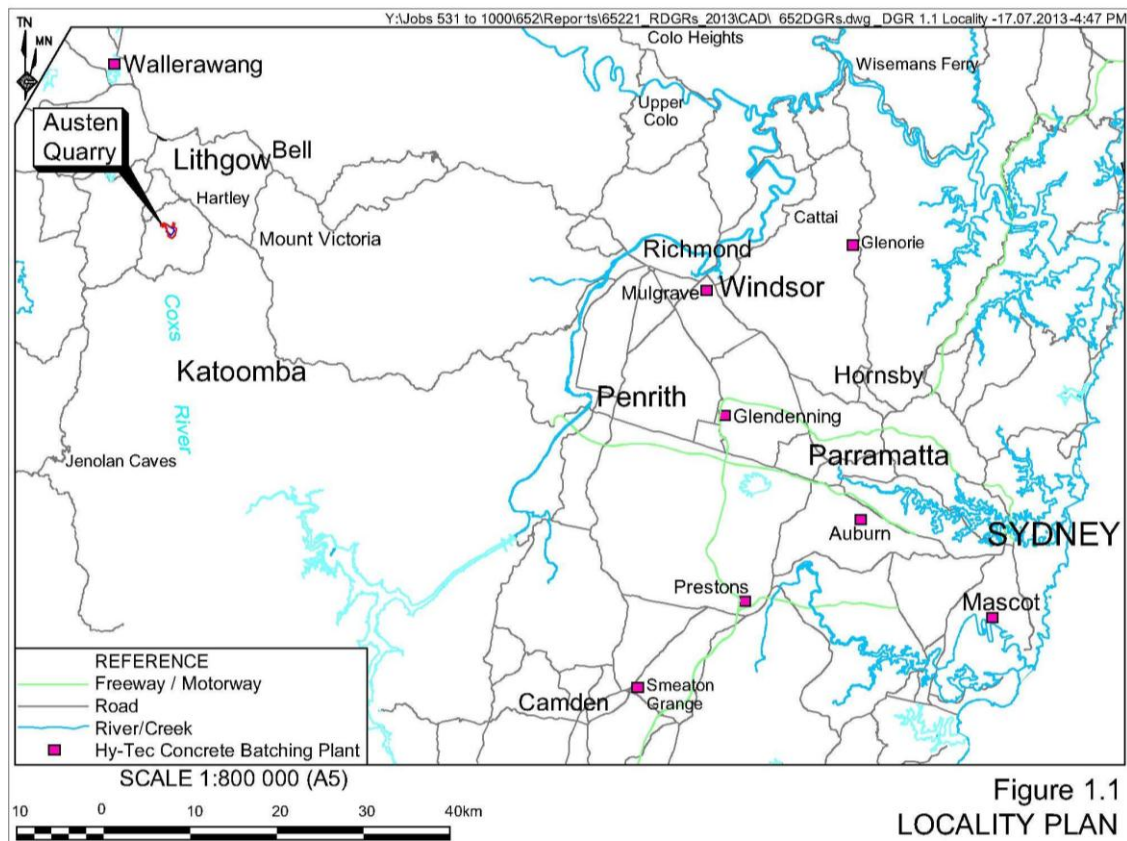 Y:\Jobs 531 to 1000\652\Reports\65221_RDGRs_2013\CAD\ 652DGRs.dwg _DGR 1.1 Locality -17.07.2013-4:47 PM
TN
MN
Colo Heights
Wallerawang
Wisemans Ferry
Upper
Colo
Austen
Quarry
Lithgow
Bell
Hartley
Cattai
Mount Victoria
Glenorie
Richmond
Mulgrave
Windsor
Coxs
River
Katoomba
Hornsby
Penrith
Glendenning
Parramatta
Jenolan Caves
Auburn
SYDNEY
Prestons
Mascot
Smeaton
Grange
Camden
REFERENCE
Freeway / Motorway
Road
River/Creek
Hy-Tec Concrete Batching Plant
SCALE 1:800 000 (A5)
10 0 10 20 30 40km
Figure 1.1
LOCALITY PLAN